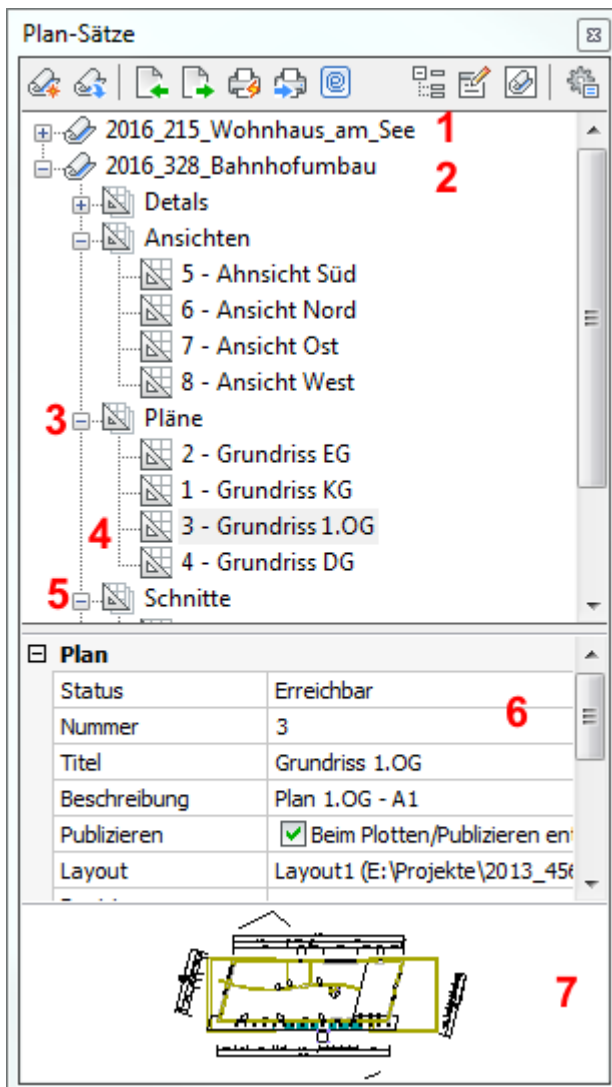 Plan-Sätze
2016_215_Wohnhaus_am_See 1
2016_328_Bahnhofumbau 2
Detals
Ansichten
5 - Ahnsicht Süd
6 - Ansicht Nord
7 - Ansicht Ost
8 - Ansicht West
3 Pläne
2 - Grundriss EG
1 - Grundriss KG
4 3 - Grundriss 1.OG
4 - Grundriss DG
5 Schnitte
Plan
Status Erreichbar
6
Nummer 3
Titel Grundriss 1.OG
Beschreibung Plan 1.OG - A1
Publizieren Beim Plotten/Publizieren ent
Layout Layout1 (E:\Projekte\2013_456
7